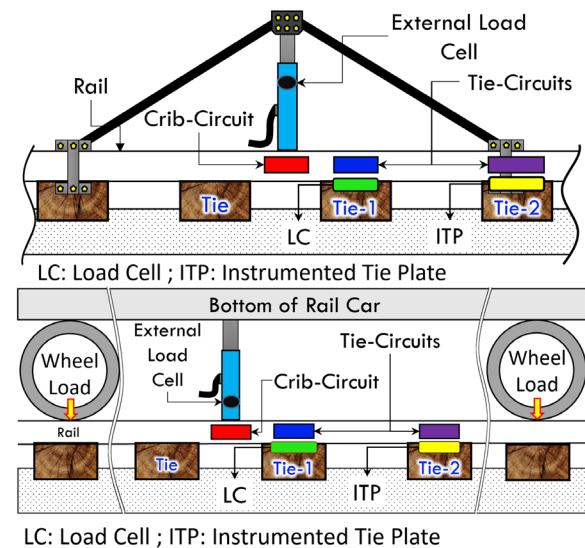 External Load
Cell
Rail
Tie-Circuits
Crib-Circuit
Tie
Tie-1
Tie-2
LC
ITP
LC: Load Cell ; ITP: Instrumented Tie Plate
Bottom of Rail Car
External
Load
Cell
Tie-Circuits
Wheel
Load
Crib-Circuit
Wheel
Load
Rail
Tie
Tie-1
Tie-2
LC
ITP
LC: Load Cell ; ITP: Instrumented Tie Plate